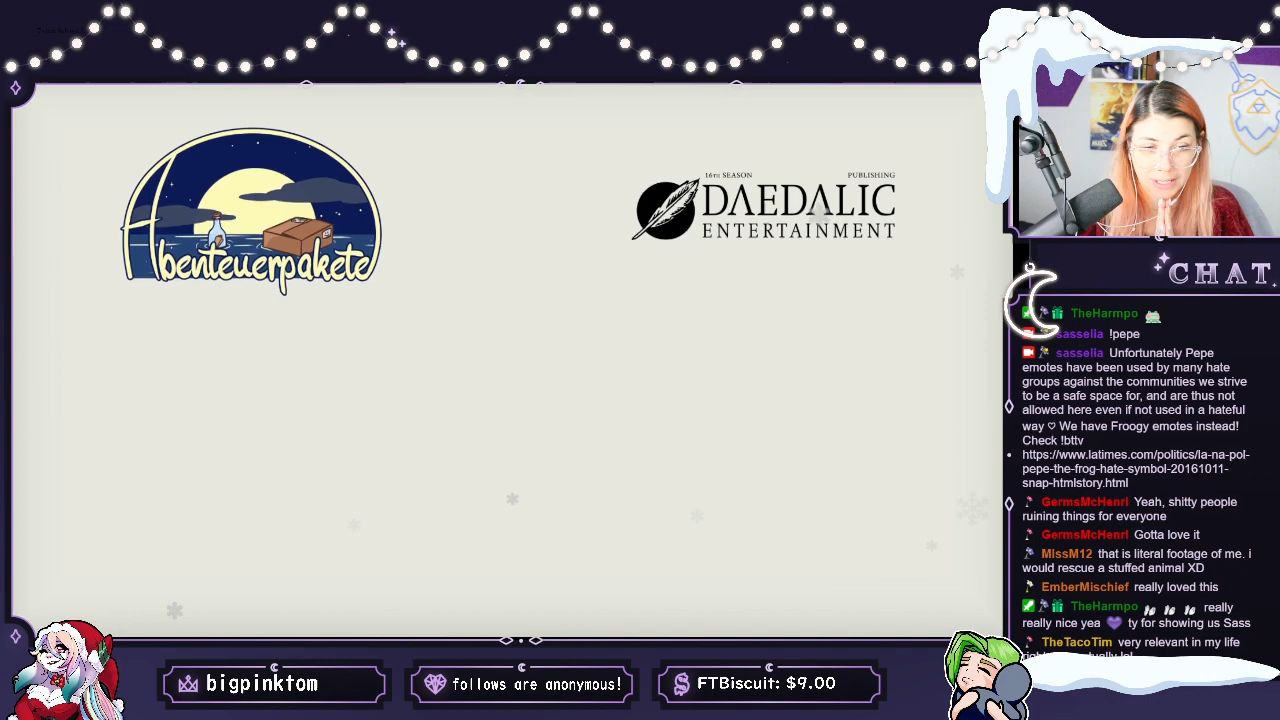 Abenteuerpakete
16TH SEASON PUBLISHING
DAEDALIC
ENTERTAINMENT
CHAT
TheHarmpo
sasselia !pepe
sasselia Unfortunately Pepe
emotes have been used by many hate
groups against the communities we strive
to be a safe space for, and are thus not
allowed here even if not used in a hateful
way ♡ We have Froogy emotes instead!
Check !bttv
• https://www.latimes.com/politics/la-na-pol-
pepe-the-frog-hate-symbol-20161011-
snap-htmlstory.html
GermsMcHenrI Yeah, shitty people
ruining things for everyone
GermsMcHenrI Gotta love it
MissM12 that is literal footage of me. i
would rescue a stuffed animal XD
EmberMischief really loved this
TheHarmpo really
really nice yea 💜 ty for showing us Sass
TheTacoTim very relevant in my life
bigpinktom
follows are anonymous!
FTBiscuit: $9.00